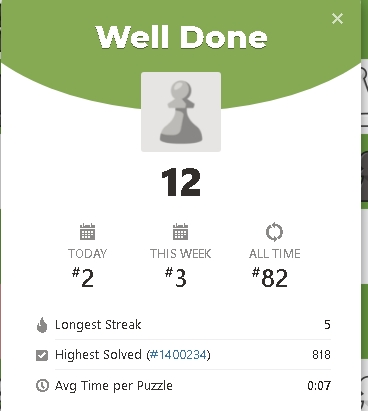 Well Done
12
TODAY THIS WEEK ALL TIME
#2 #3 #82
Longest Streak 5
Highest Solved (#1400234) 818
Avg Time per Puzzle 0:07